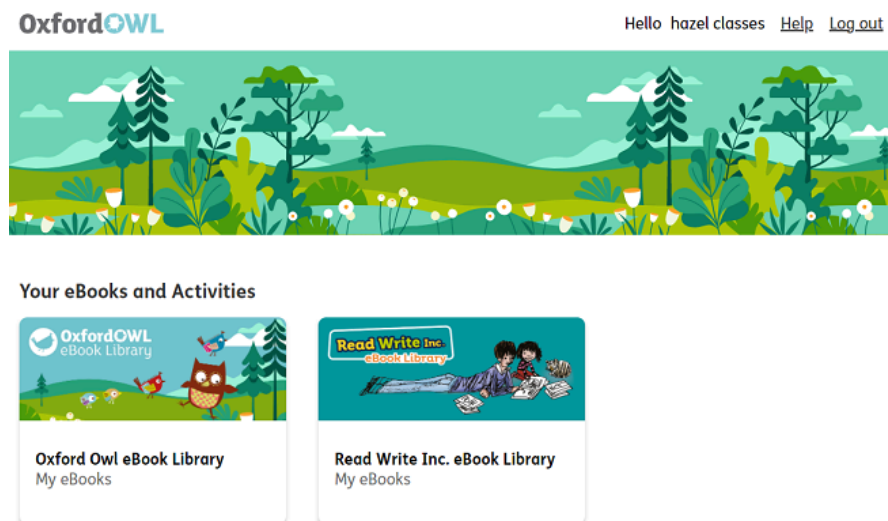 OxfordOWL
Hello hazel classes Help Log out
Your eBooks and Activities
OxfordOWL
eBook Library
Read Write Inc.
eBook Library
Oxford Owl eBook Library
My eBooks
Read Write Inc. eBook Library
My eBooks